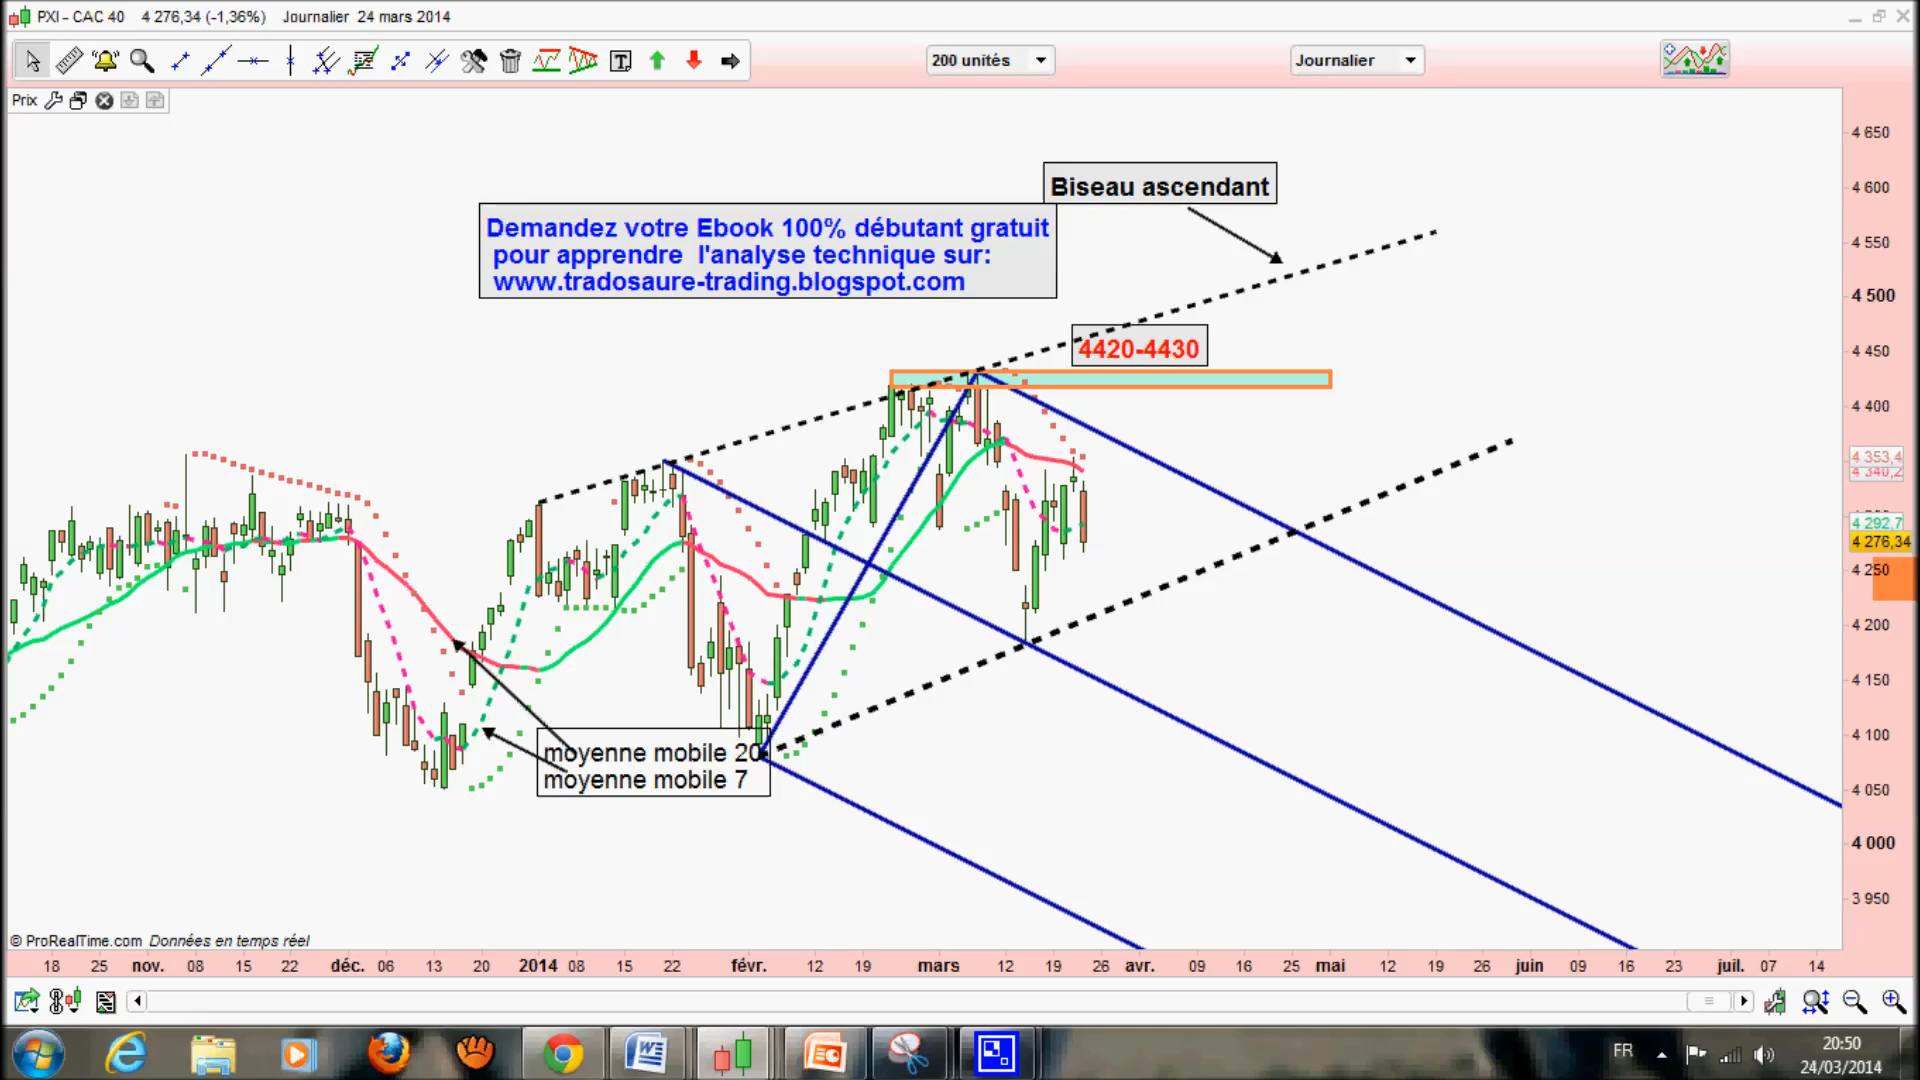 PXI - CAC 40 4 276,34 (-1,36%) Journalier 24 mars 2014
200 unités
Journalier
Prix
Biseau ascendant
Demandez votre Ebook 100% débutant gratuit
pour apprendre l'analyse technique sur:
www.tradosaure-trading.blogspot.com
4420-4430
moyenne mobile 20
moyenne mobile 7
4 650
4 600
4 550
4 500
4 450
4 400
4 353,4
4 340,2
4 292,7
4 276,34
4 250
4 200
4 150
4 100
4 050
4 000
3 950
© ProRealTime.com Données en temps réel
18 25 nov. 08 15 22 déc. 06 13 20 2014 08 15 22 févr. 12 19 mars 12 19 26 avr. 09 16 25 mai 12 19 26 juin 09 16 23 juil. 07 14
FR
20:50
24/03/2014